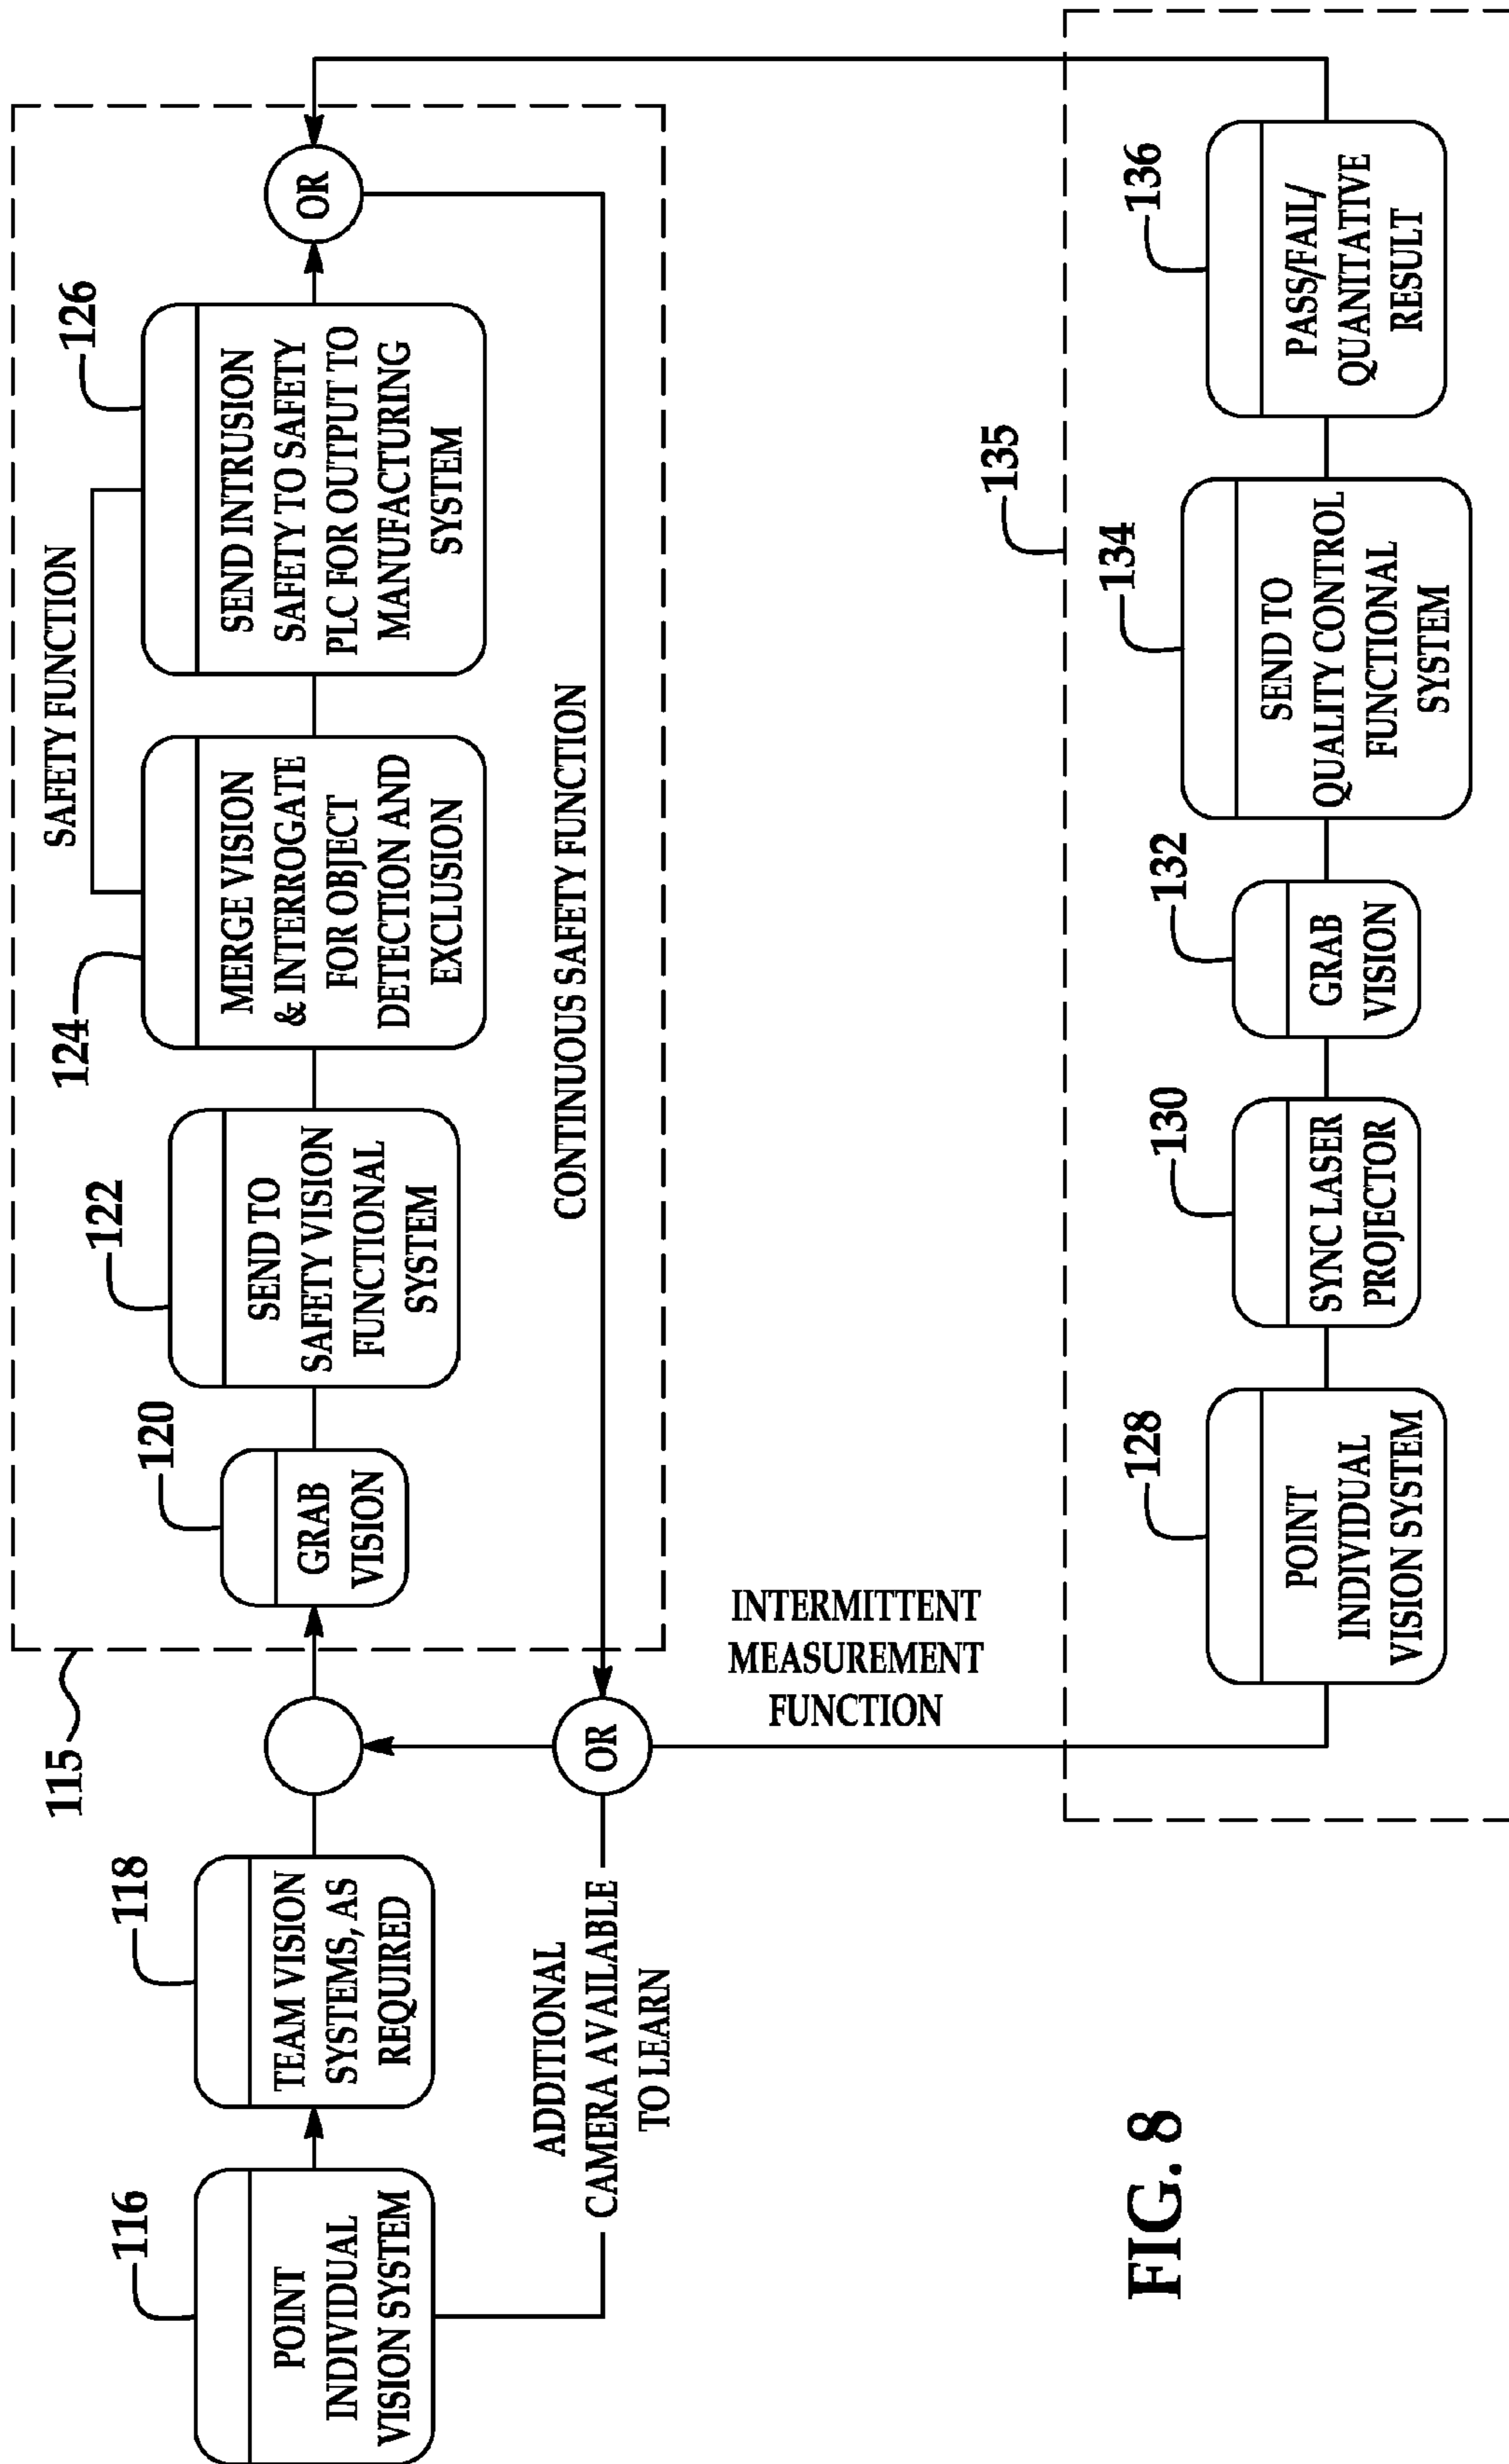 116
POINT
INDIVIDUAL
VISION SYSTEM
118
TEAM VISION
SYSTEMS, AS
REQUIRED
115
120
GRAB
VISION
122
SEND TO
SAFETY VISION
FUNCTIONAL
SYSTEM
SAFETY FUNCTION
124
MERGE VISION
& INTERROGATE
FOR OBJECT
DETECTION AND
EXCLUSION
126
SEND INTRUSION
SAFETY TO SAFETY
PLC FOR OUTPUT TO
MANUFACTURING
SYSTEM
OR
CONTINUOUS SAFETY FUNCTION
ADDITIONAL
CAMERA AVAILABLE
TO LEARN
OR
INTERMITTENT
MEASUREMENT
FUNCTION
135
128
POINT
INDIVIDUAL
VISION SYSTEM
130
SYNC LASER
PROJECTOR
132
GRAB
VISION
134
SEND TO
QUALITY CONTROL
FUNCTIONAL
SYSTEM
136
PASS/FAIL/
QUANITATIVE
RESULT
FIG. 8